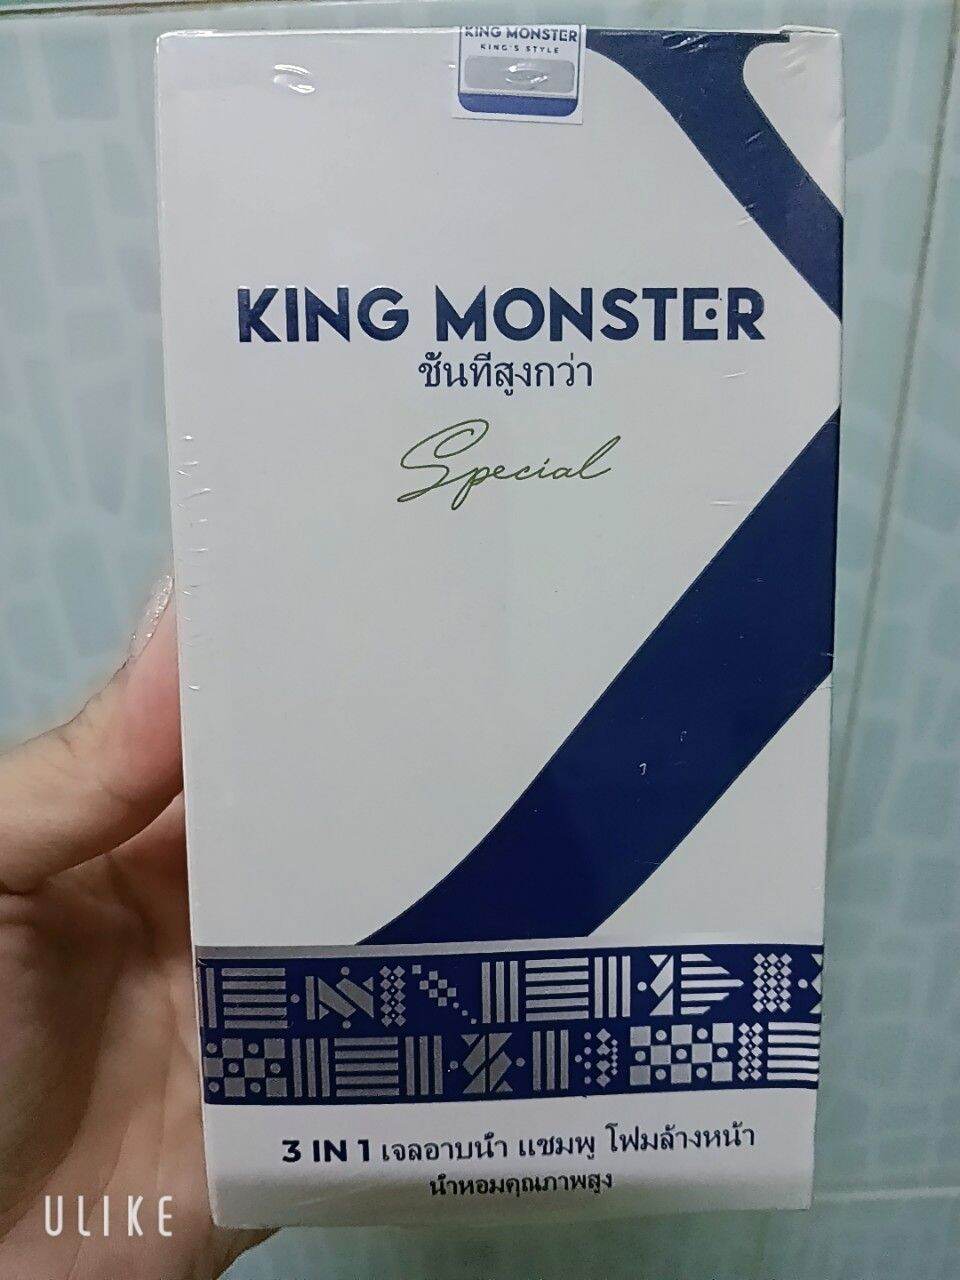 KING MONSTER
KING'S STYLE
KING MONSTER
ชันทีสูงกว่า
Special
3 IN 1 เจลอาบน้ำ แชมพู โฟมล้างหน้า
น้ำหอมคุณภาพสูง
ULIKE